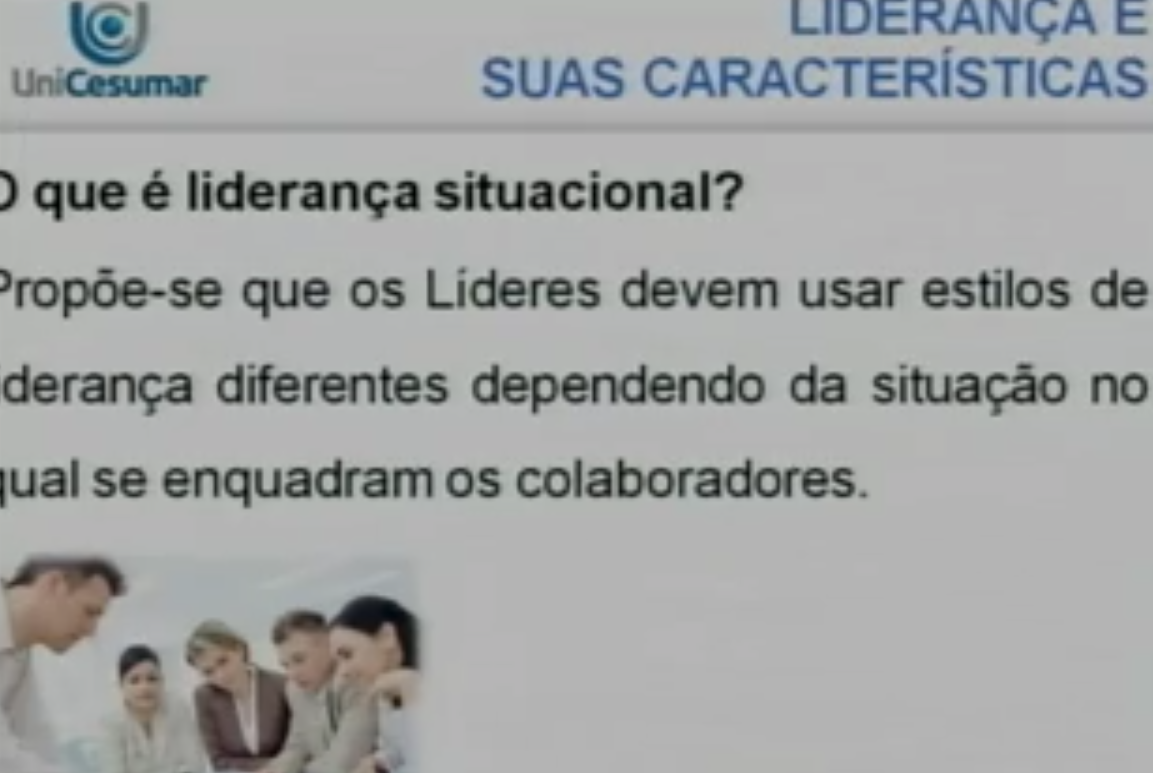 UniCesumar
LIDERANÇA E
SUAS CARACTERÍSTICAS
O que é liderança situacional?
Propõe-se que os Líderes devem usar estilos de
liderança diferentes dependendo da situação no
qual se enquadram os colaboradores.